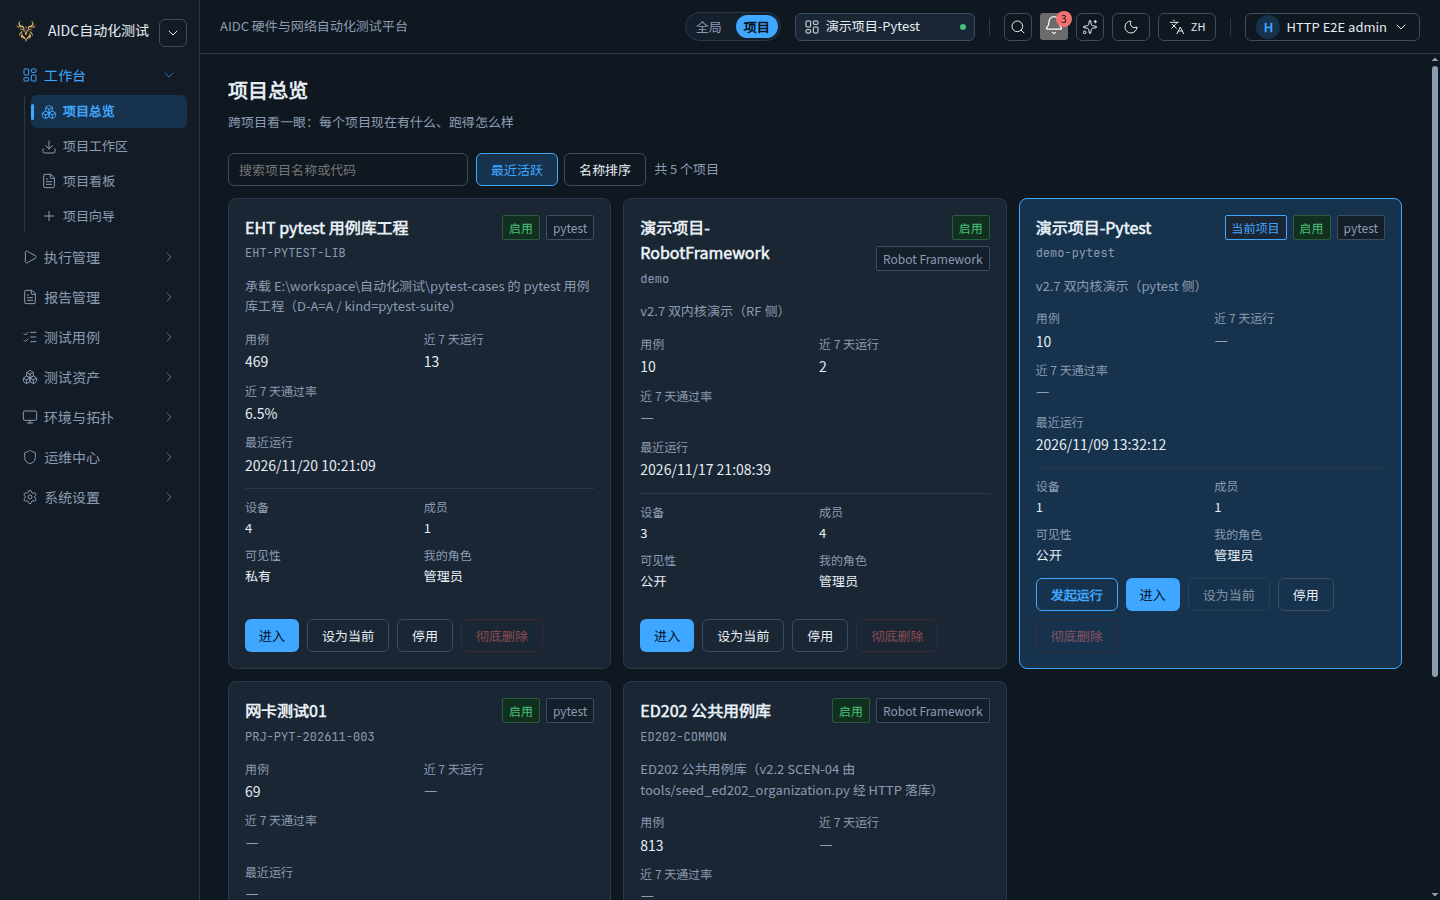 AIDC自动化测试
工作台
项目总览
项目工作区
项目看板
项目向导
执行管理
报告管理
测试用例
测试资产
环境与拓扑
运维中心
系统设置
AIDC 硬件与网络自动化测试平台
全局
项目
演示项目-Pytest
3
ZH
H
HTTP E2E admin
项目总览
跨项目看一眼：每个项目现在有什么、跑得怎么样
搜索项目名称或代码
最近活跃
名称排序
共 5 个项目
EHT pytest 用例库工程
启用
pytest
EHT-PYTEST-LIB
承载 E:\workspace\自动化测试\pytest-cases 的 pytest 用例
库工程（D-A=A / kind=pytest-suite）
用例
近 7 天运行
469
13
近 7 天通过率
6.5%
最近运行
2026/11/20 10:21:09
设备
成员
4
1
可见性
我的角色
私有
管理员
进入
设为当前
停用
彻底删除
演示项目-
RobotFramework
启用
Robot Framework
demo
v2.7 双内核演示（RF 侧）
用例
近 7 天运行
10
2
近 7 天通过率
—
最近运行
2026/11/17 21:08:39
设备
成员
3
4
可见性
我的角色
公开
管理员
进入
设为当前
停用
彻底删除
演示项目-Pytest
当前项目
启用
pytest
demo-pytest
v2.7 双内核演示（pytest 侧）
用例
近 7 天运行
10
—
近 7 天通过率
—
最近运行
2026/11/09 13:32:12
设备
成员
1
1
可见性
我的角色
公开
管理员
发起运行
进入
设为当前
停用
彻底删除
网卡测试01
启用
pytest
PRJ-PYT-202611-003
用例
近 7 天运行
69
—
近 7 天通过率
—
最近运行
—
ED202 公共用例库
启用
Robot Framework
ED202-COMMON
ED202 公共用例库（v2.2 SCEN-04 由
tools/seed_ed202_organization.py 经 HTTP 落库）
用例
近 7 天运行
813
—
近 7 天通过率
—